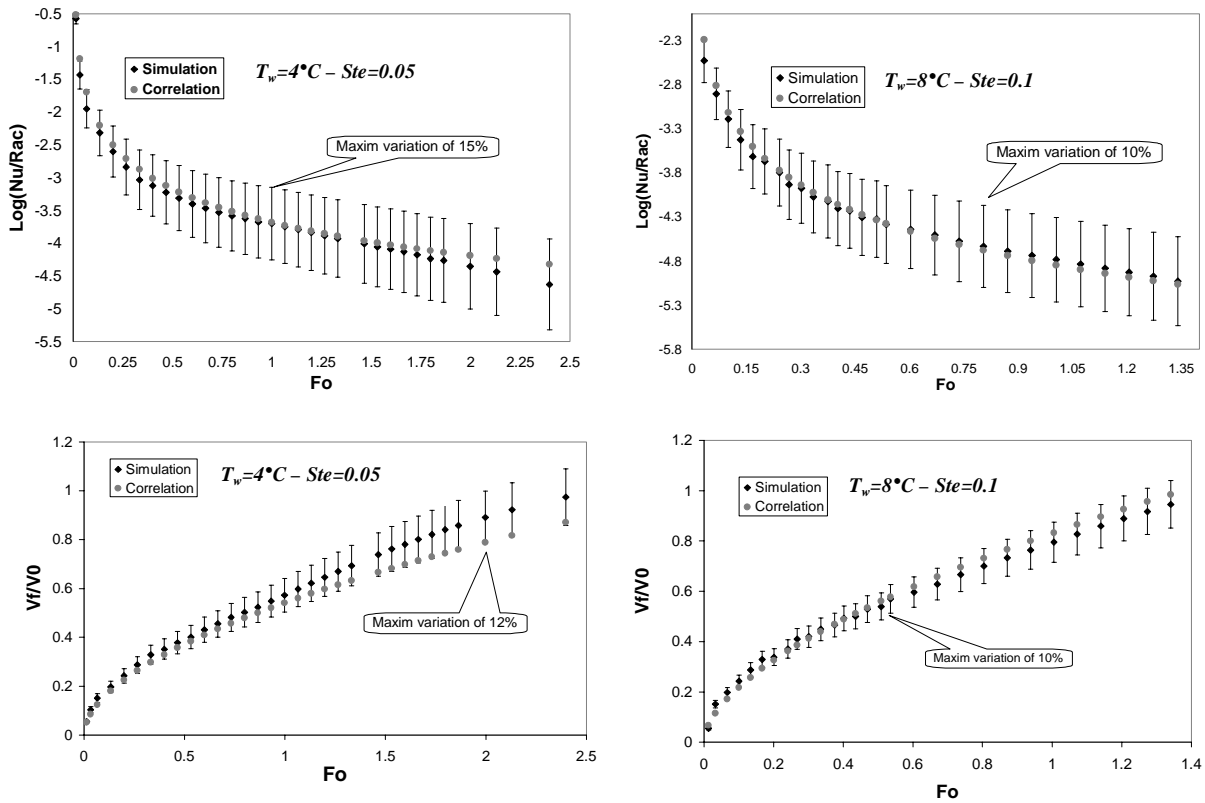 -0.5
-1
-1.5
-2
-2.5
-3
-3.5
-4
-4.5
-5
-5.5
Log(Nu/Rac)
Simulation
Correlation
T_w=4•C – Ste=0.05
Maxim variation of 15%
0 0.25 0.5 0.75 1 1.25 1.5 1.75 2 2.25 2.5
Fo
-2.3
-2.8
-3.3
-3.8
-4.3
-4.8
-5.3
-5.8
Log(Nu/Rac)
Simulation
Correlation
T_w=8•C – Ste=0.1
Maxim variation of 10%
0 0.15 0.3 0.45 0.6 0.75 0.9 1.05 1.2 1.35
Fo
1.2
1
0.8
0.6
0.4
0.2
0
Vf/V0
Simulation
Correlation
T_w=4•C – Ste=0.05
Maxim variation of 12%
0 0.5 1 1.5 2 2.5
Fo
1.2
1
0.8
0.6
0.4
0.2
0
Vf/V0
Simulation
Correlation
T_w=8•C – Ste=0.1
Maxim variation of 10%
0 0.2 0.4 0.6 0.8 1 1.2 1.4
Fo